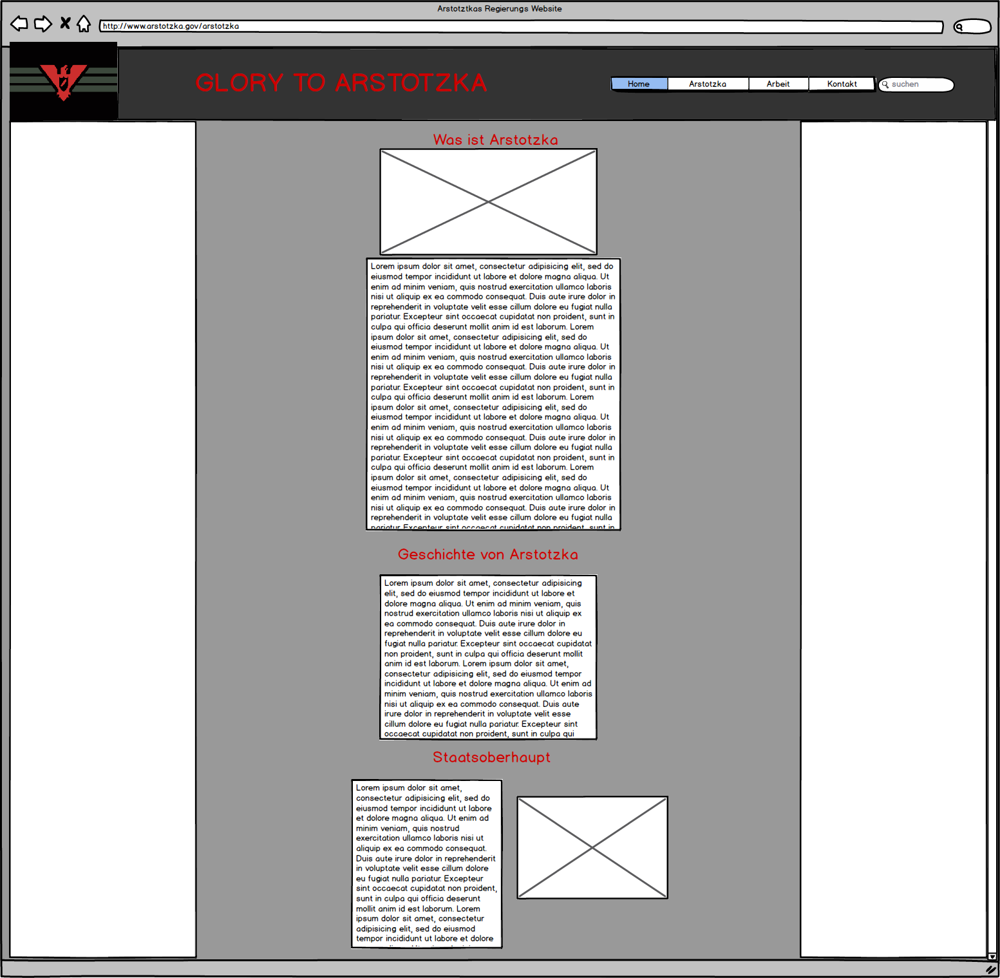 Arstotztkas Regierungs Website
http://www.arstotzka.gov/arstotzka
GLORY TO ARSTOTZKA
Home Arstotzka Arbeit Kontakt suchen
Was ist Arstotzka
Lorem ipsum dolor sit amet, consectetur adipisicing elit, sed do
eiusmod tempor incididunt ut labore et dolore magna aliqua. Ut
enim ad minim veniam, quis nostrud exercitation ullamco laboris
nisi ut aliquip ex ea commodo consequat. Duis aute irure dolor in
reprehenderit in voluptate velit esse cillum dolore eu fugiat nulla
pariatur. Excepteur sint occaecat cupidatat non proident, sunt in
culpa qui officia deserunt mollit anim id est laborum. Lorem
ipsum dolor sit amet, consectetur adipisicing elit, sed do
eiusmod tempor incididunt ut labore et dolore magna aliqua. Ut
enim ad minim veniam, quis nostrud exercitation ullamco laboris
nisi ut aliquip ex ea commodo consequat. Duis aute irure dolor in
reprehenderit in voluptate velit esse cillum dolore eu fugiat nulla
pariatur. Excepteur sint occaecat cupidatat non proident, sunt in
culpa qui officia deserunt mollit anim id est laborum. Lorem
ipsum dolor sit amet, consectetur adipisicing elit, sed do
eiusmod tempor incididunt ut labore et dolore magna aliqua. Ut
enim ad minim veniam, quis nostrud exercitation ullamco laboris
nisi ut aliquip ex ea commodo consequat. Duis aute irure dolor in
reprehenderit in voluptate velit esse cillum dolore eu fugiat nulla
pariatur. Excepteur sint occaecat cupidatat non proident, sunt in
culpa qui officia deserunt mollit anim id est laborum. Lorem
ipsum dolor sit amet, consectetur adipisicing elit, sed do
eiusmod tempor incididunt ut labore et dolore magna aliqua. Ut
enim ad minim veniam, quis nostrud exercitation ullamco laboris
nisi ut aliquip ex ea commodo consequat. Duis aute irure dolor in
reprehenderit in voluptate velit esse cillum dolore eu fugiat nulla
pariatur. Excepteur sint occaecat cupidatat non proident, sunt in
Geschichte von Arstotzka
Lorem ipsum dolor sit amet, consectetur adipisicing
elit, sed do eiusmod tempor incididunt ut labore et
dolore magna aliqua. Ut enim ad minim veniam, quis
nostrud exercitation ullamco laboris nisi ut aliquip ex
ea commodo consequat. Duis aute irure dolor in
reprehenderit in voluptate velit esse cillum dolore eu
fugiat nulla pariatur. Excepteur sint occaecat cupidatat
non proident, sunt in culpa qui officia deserunt mollit
anim id est laborum. Lorem ipsum dolor sit amet,
consectetur adipisicing elit, sed do eiusmod tempor
incididunt ut labore et dolore magna aliqua. Ut enim ad
minim veniam, quis nostrud exercitation ullamco laboris
nisi ut aliquip ex ea commodo consequat. Duis aute
irure dolor in reprehenderit in voluptate velit esse
cillum dolore eu fugiat nulla pariatur. Excepteur sint
occaecat cupidatat non proident, sunt in culpa qui
Staatsoberhaupt
Lorem ipsum dolor sit amet,
consectetur adipisicing elit, sed do
eiusmod tempor incididunt ut labore
et dolore magna aliqua. Ut enim ad
minim veniam, quis nostrud
exercitation ullamco laboris nisi ut
aliquip ex ea commodo consequat.
Duis aute irure dolor in reprehenderit
in voluptate velit esse cillum dolore
eu fugiat nulla pariatur. Excepteur
sint occaecat cupidatat non proident,
sunt in culpa qui officia deserunt
mollit anim id est laborum. Lorem
ipsum dolor sit amet, consectetur
adipisicing elit, sed do eiusmod
tempor incididunt ut labore et dolore